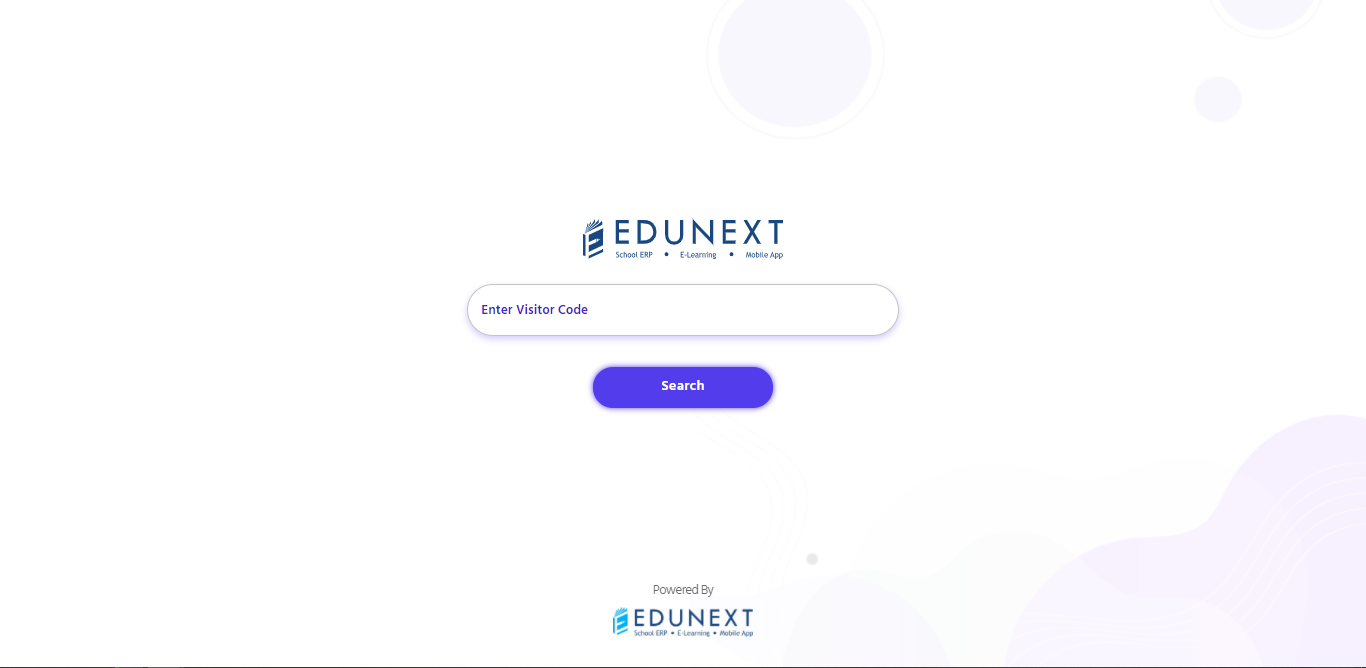 EDUNEXT
School ERP • E-Learning • Mobile App
Enter Visitor Code
Search
Powered By
EDUNEXT
School ERP • E-Learning • Mobile App